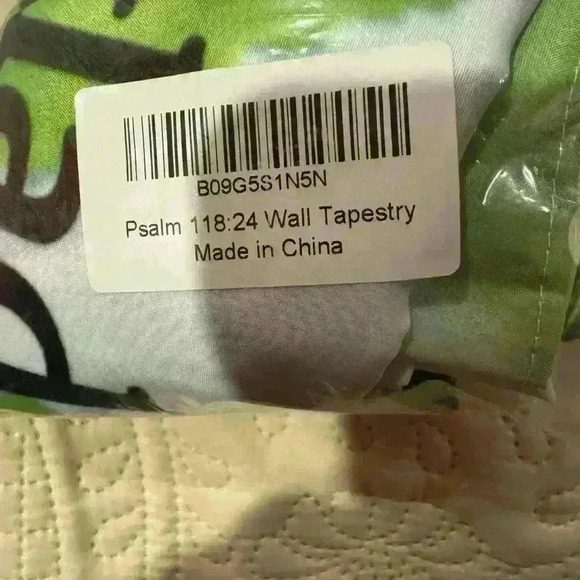 B09G5S1N5N
Psalm 118:24 Wall Tapestry
Made in China